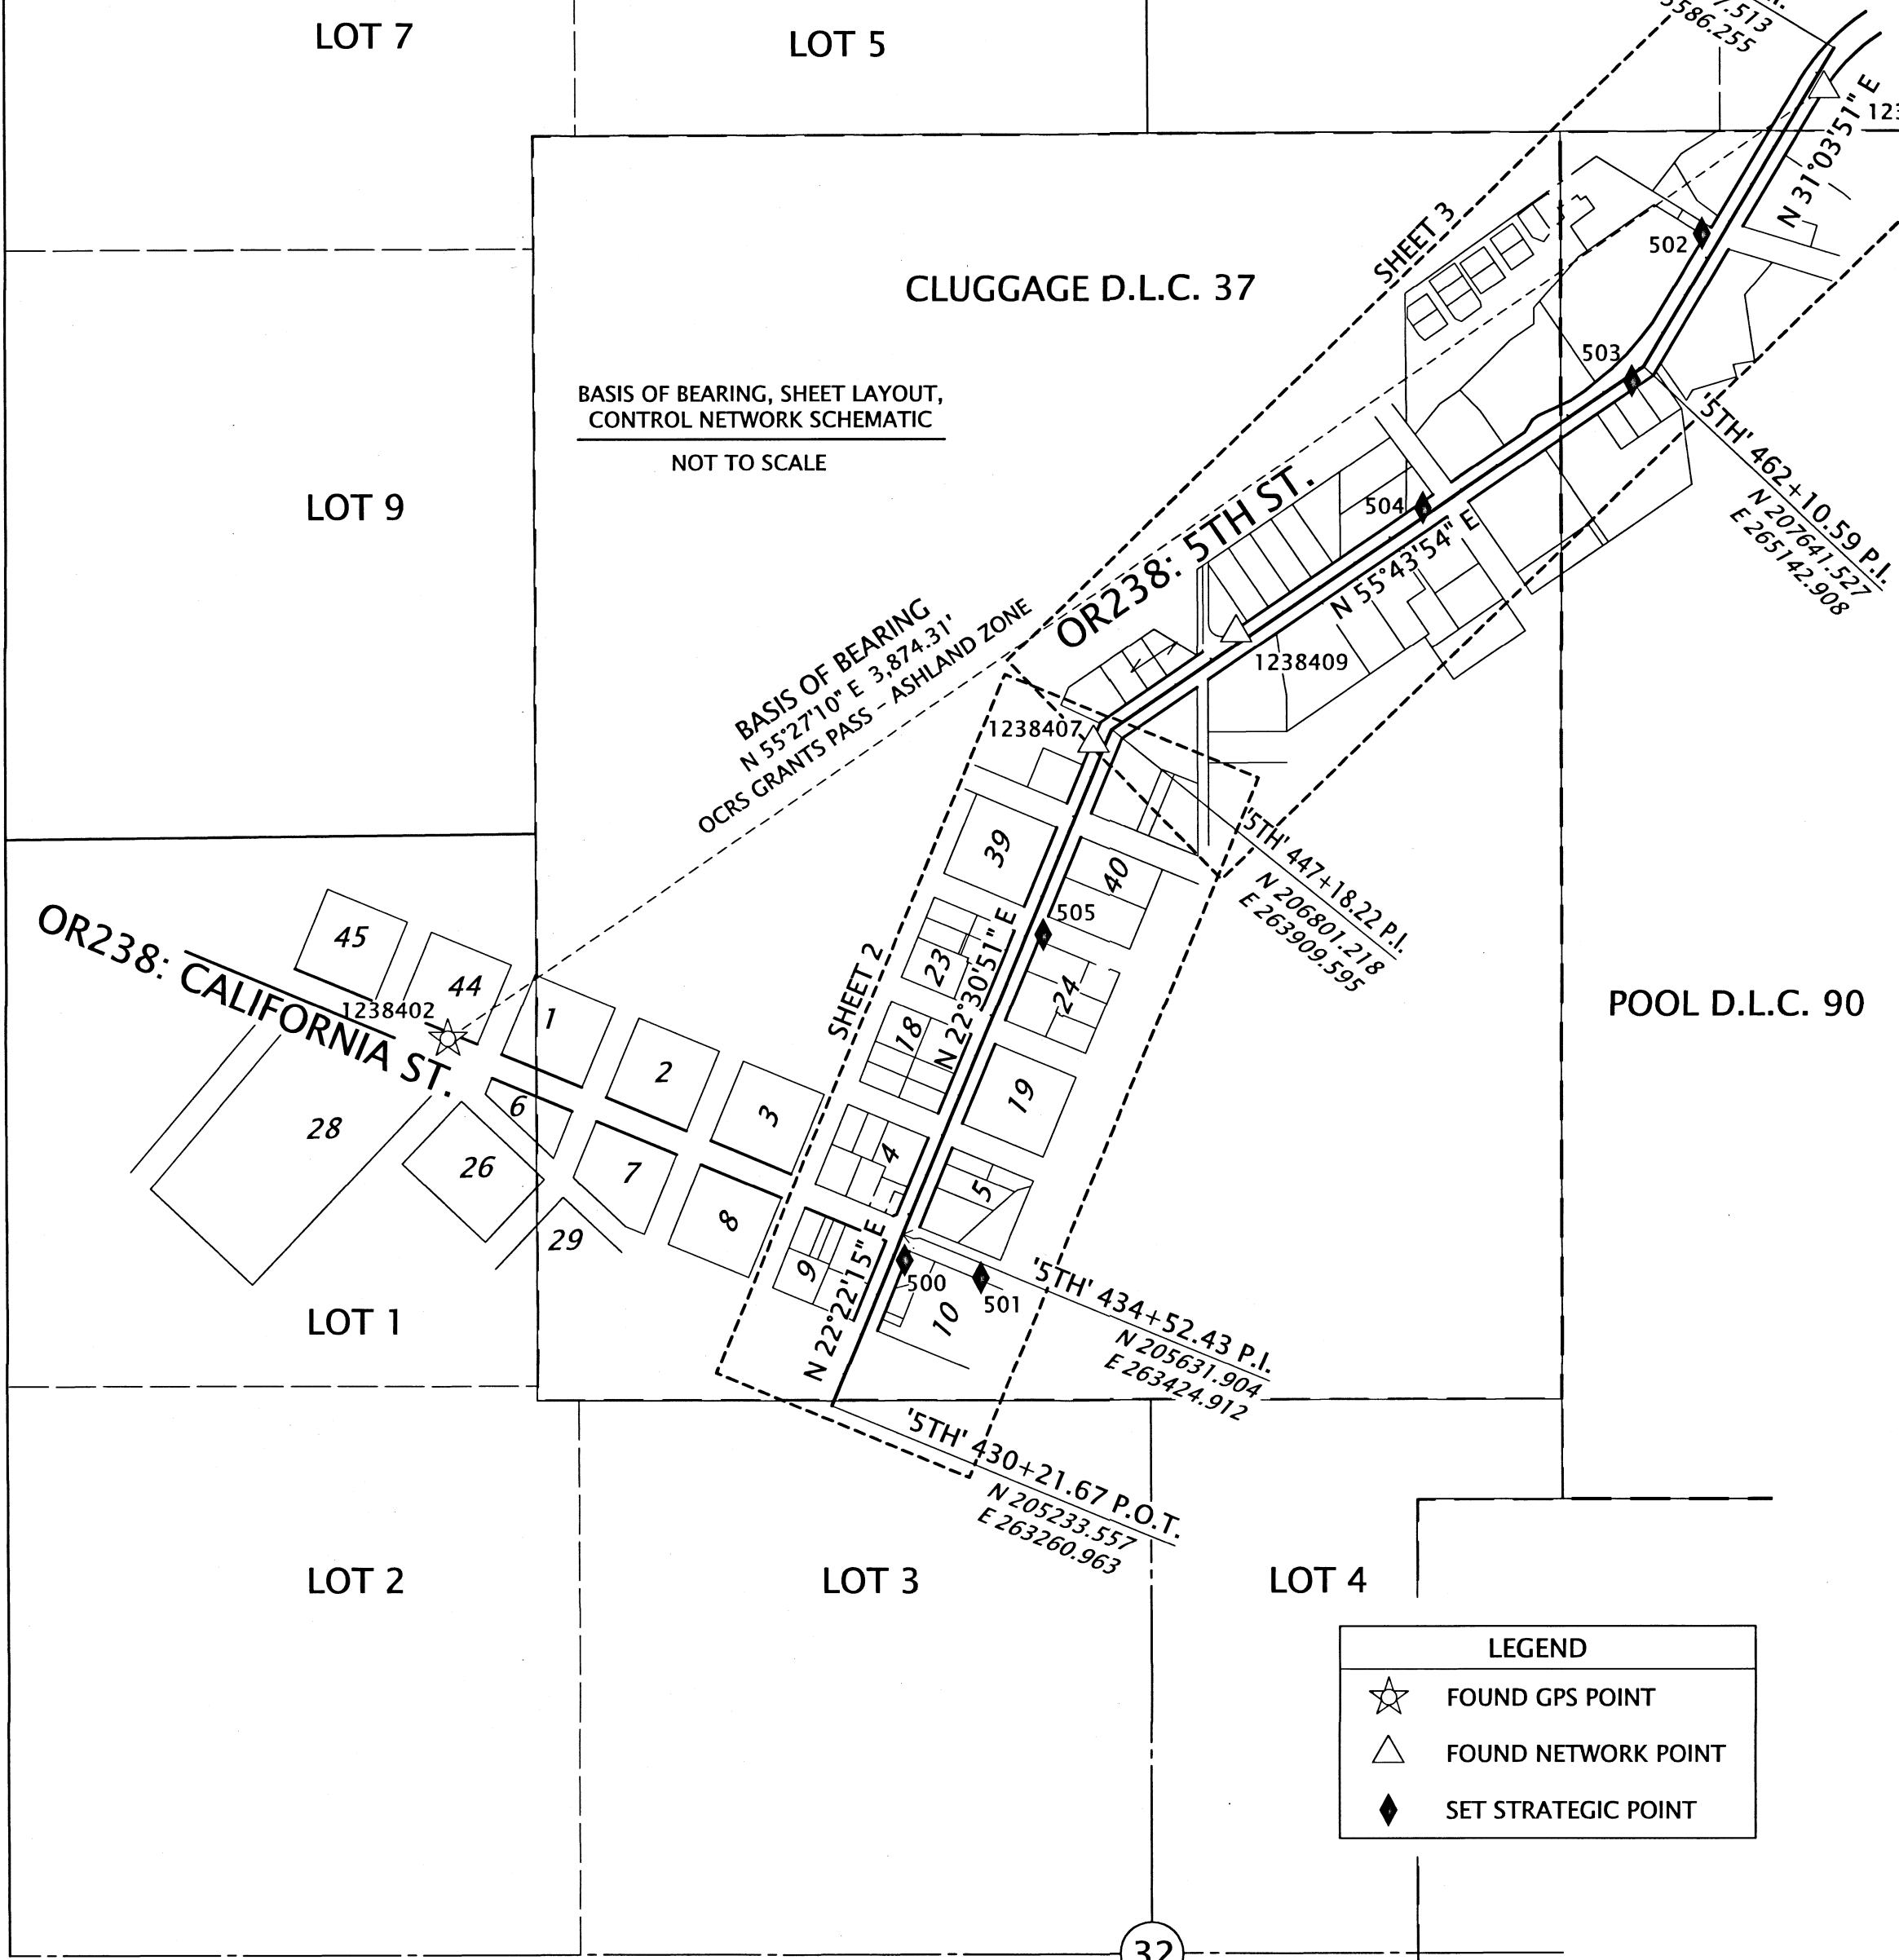 LOT 7
LOT 5
7.513
5586.255
N 31°03'51" E
123
SHEET 3
502
CLUGGAGE D.L.C. 37
503
BASIS OF BEARING, SHEET LAYOUT,
CONTROL NETWORK SCHEMATIC
NOT TO SCALE
'5TH' 462+10.59 P.I.
N 207641.527
E 265142.908
LOT 9
504
OR238: 5TH ST.
N 55°43'54" E
BASIS OF BEARING
N 55°27'10" E 3,874.31'
OCRS GRANTS PASS - ASHLAND ZONE
1238409
1238407
39
40
'5TH' 447+18.22 P.I.
N 206801.218
E 263909.595
505
OR238: CALIFORNIA ST.
45
44
1238402
1
2
3
6
7
8
28
26
29
SHEET 2
23
24
18
N 22°30'51" E
19
4
5
POOL D.L.C. 90
9
N 22°22'15" E
500
501
10
'5TH' 434+52.43 P.I.
N 205631.904
E 263424.912
LOT 1
'5TH' 430+21.67 P.O.T.
N 205233.557
E 263260.963
LOT 2
LOT 3
LOT 4
LEGEND
FOUND GPS POINT
FOUND NETWORK POINT
SET STRATEGIC POINT
32